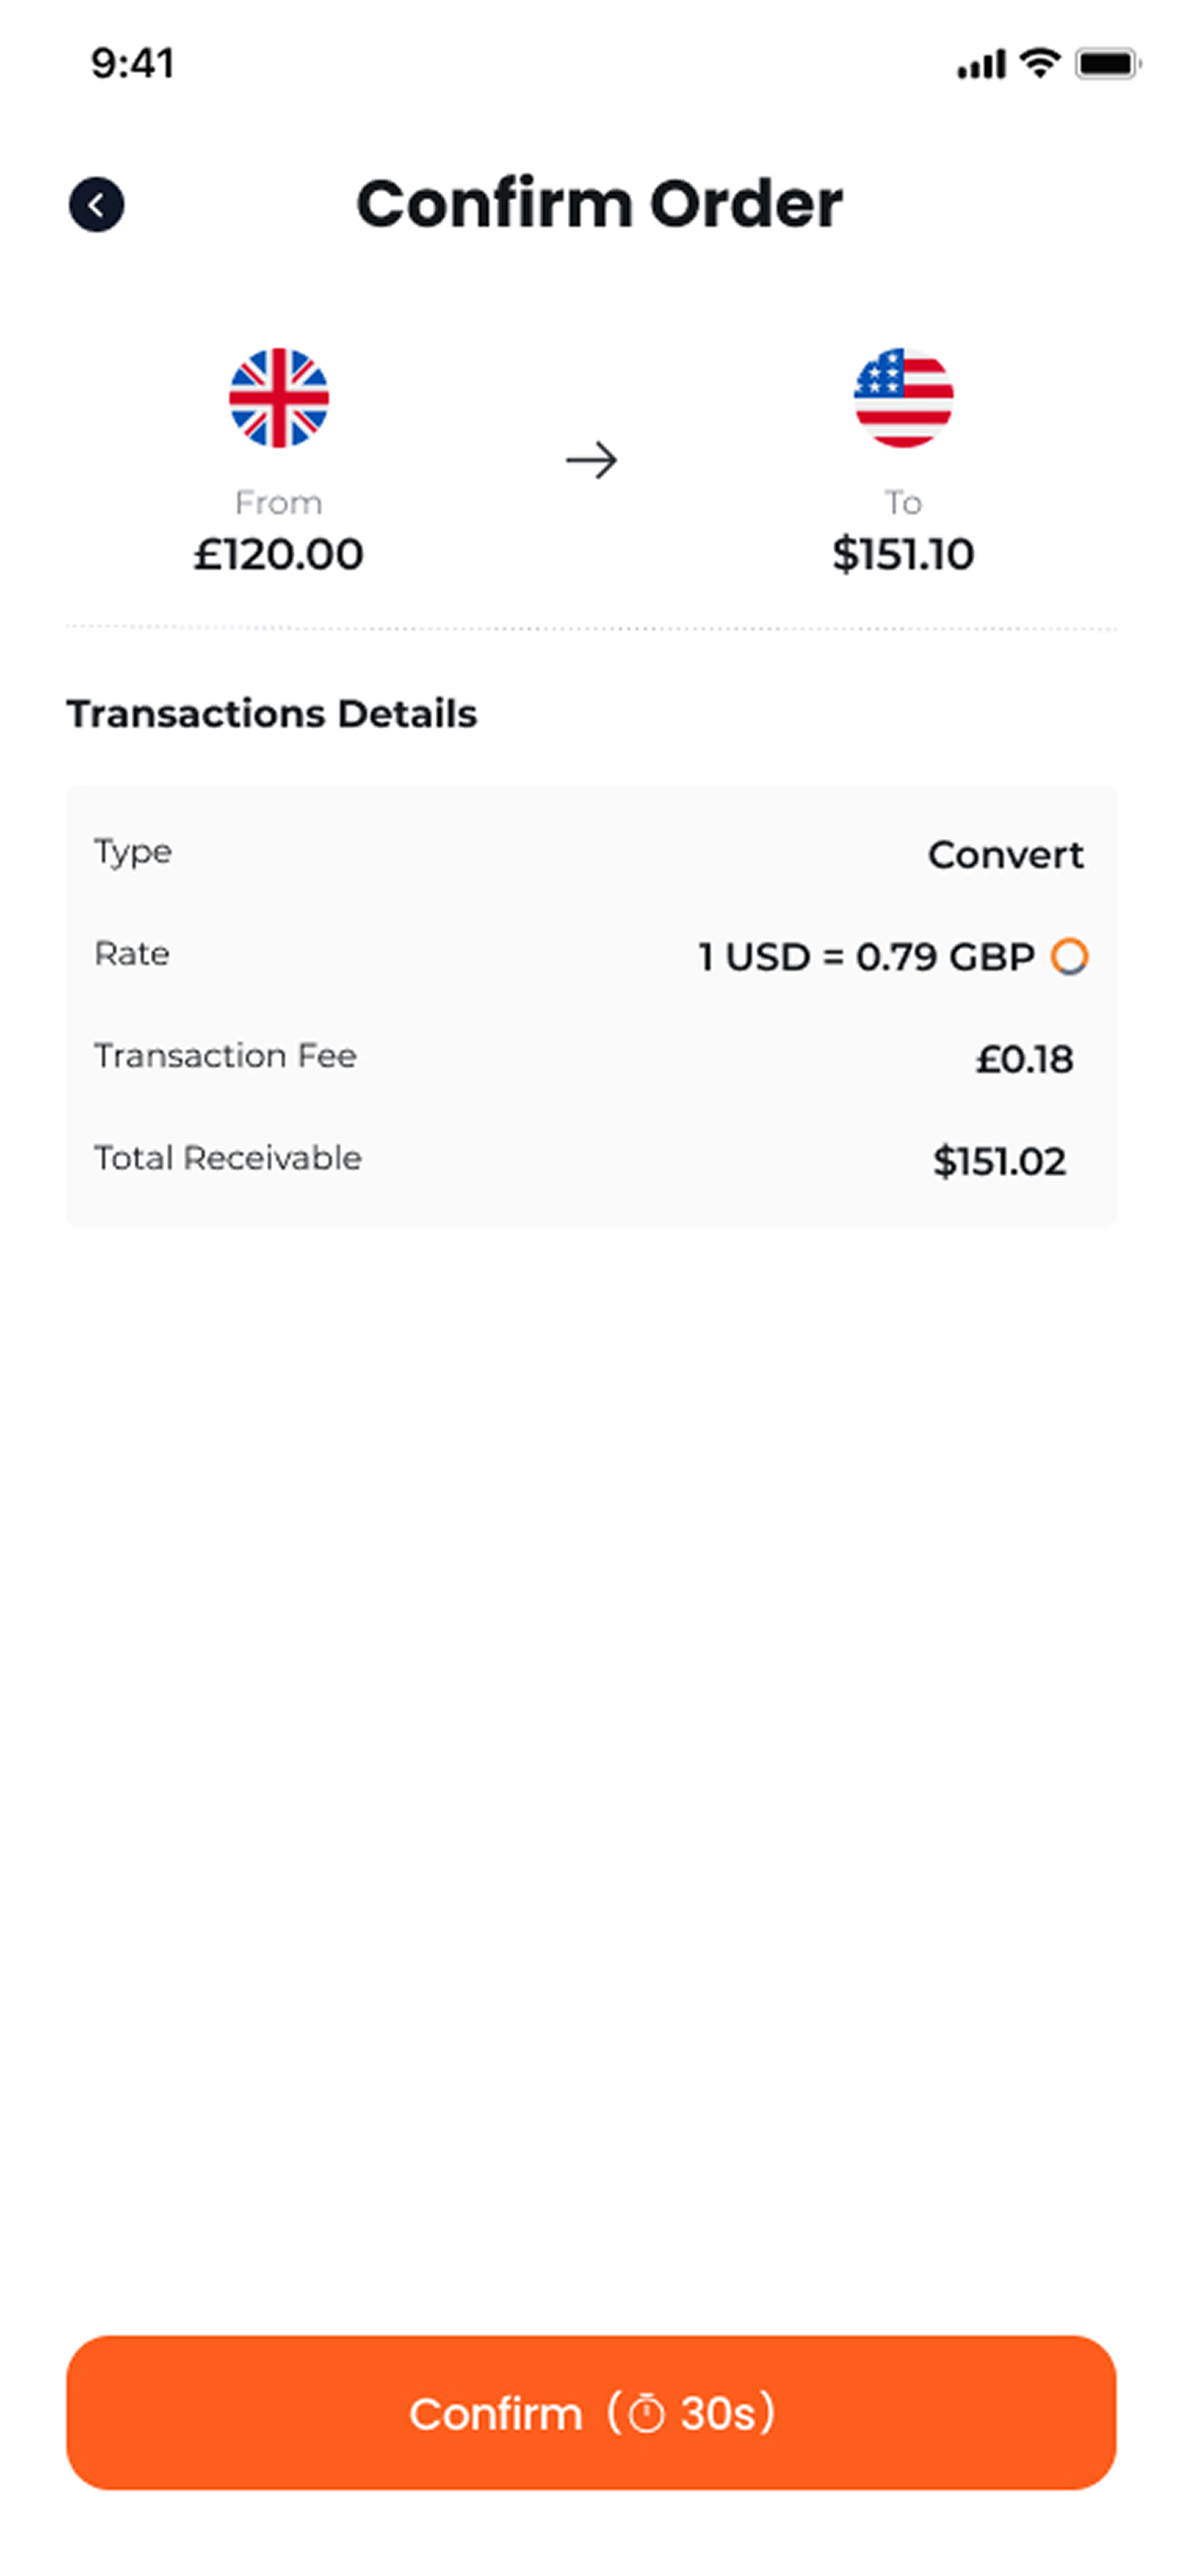 9:41
Confirm Order
From
£120.00
To
$151.10
Transactions Details
Type
Convert
Rate
1 USD = 0.79 GBP
Transaction Fee
£0.18
Total Receivable
$151.02
Confirm (30s)